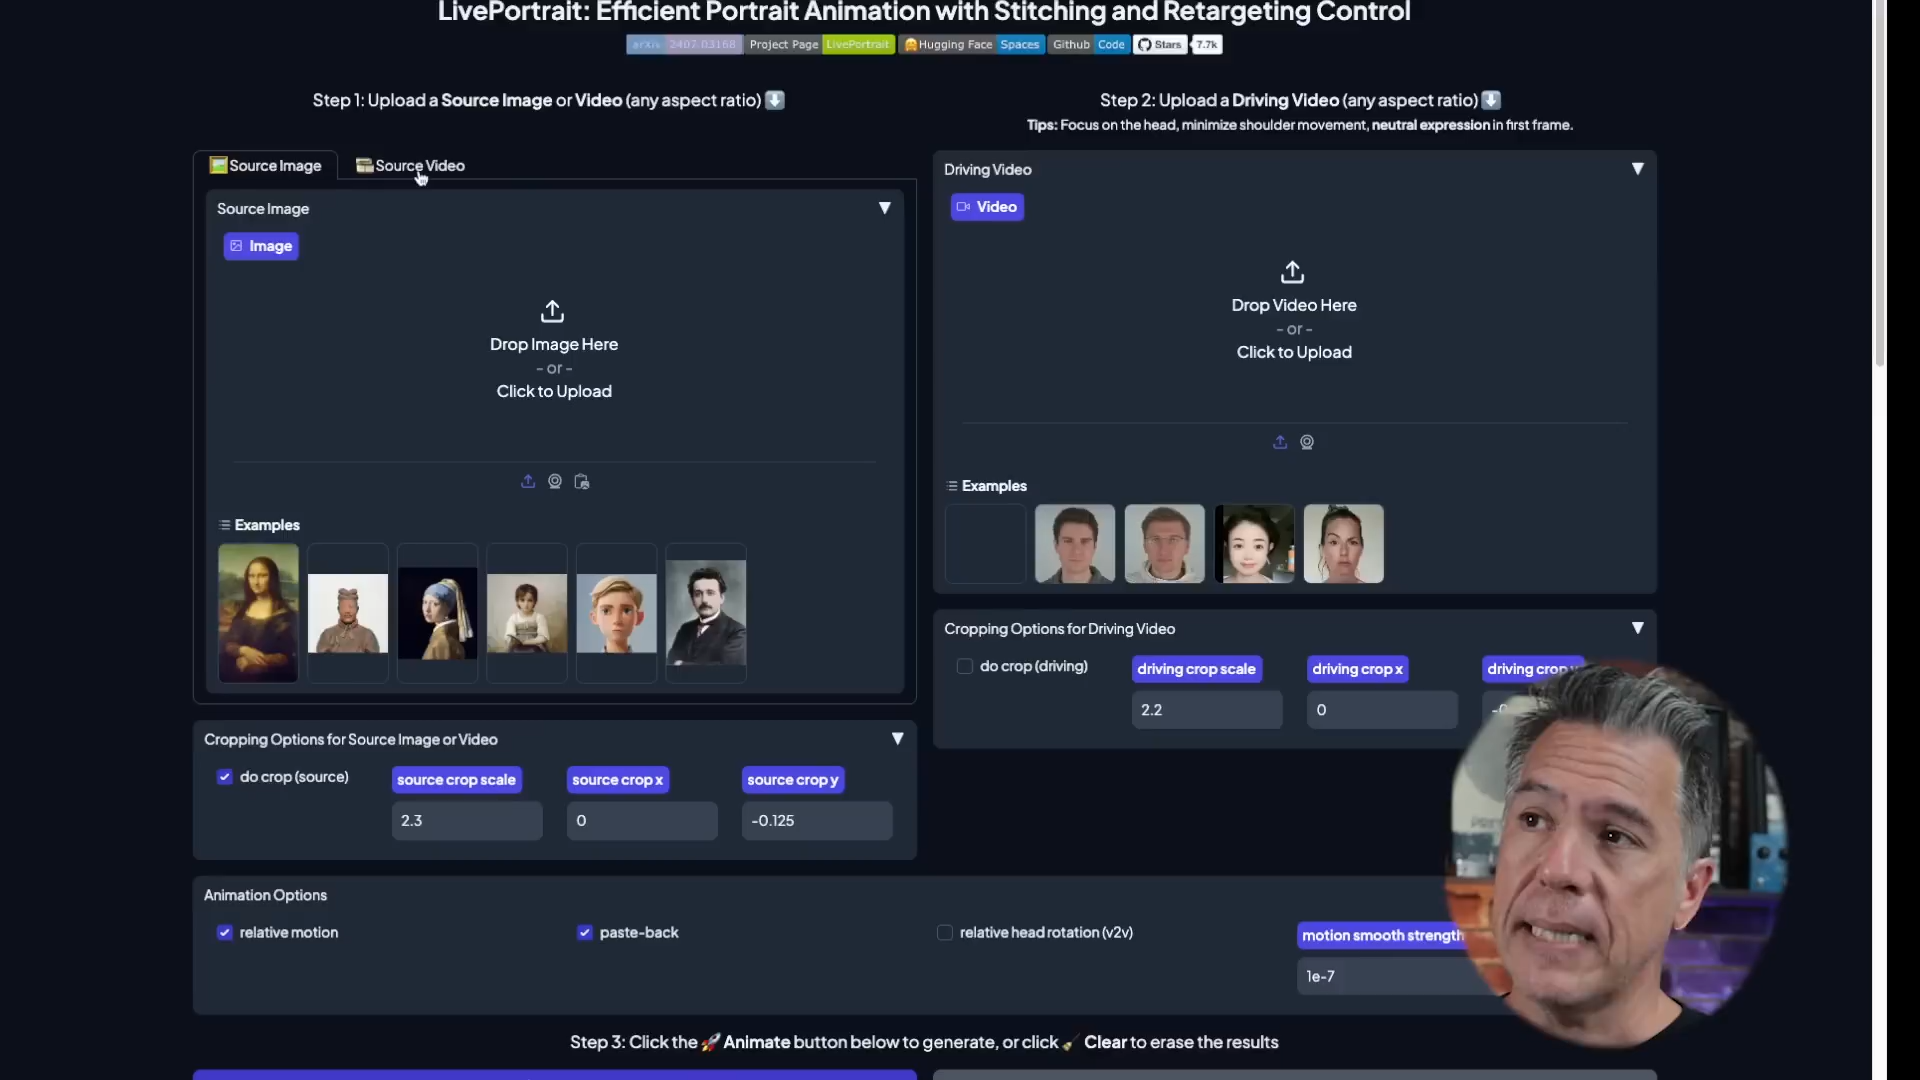 LivePortrait: Efficient Portrait Animation with Stitching and Retargeting Control
arXiv 2407.03168 Project Page LivePortrait Hugging Face Spaces Github Code Stars 7.7k
Step 1: Upload a Source Image or Video (any aspect ratio)
Source Image
Source Video
Source Image
Image
Drop Image Here
- or -
Click to Upload
Examples
Cropping Options for Source Image or Video
do crop (source)
source crop scale
2.3
source crop x
0
source crop y
-0.125
Step 2: Upload a Driving Video (any aspect ratio)
Tips: Focus on the head, minimize shoulder movement, neutral expression in first frame.
Driving Video
Video
Drop Video Here
- or -
Click to Upload
Examples
Cropping Options for Driving Video
do crop (driving)
driving crop scale
2.2
driving crop x
0
driving crop
Animation Options
relative motion
paste-back
relative head rotation (v2v)
motion smooth strength
1e-7
Step 3: Click the 🚀 Animate button below to generate, or click 🧹 Clear to erase the results